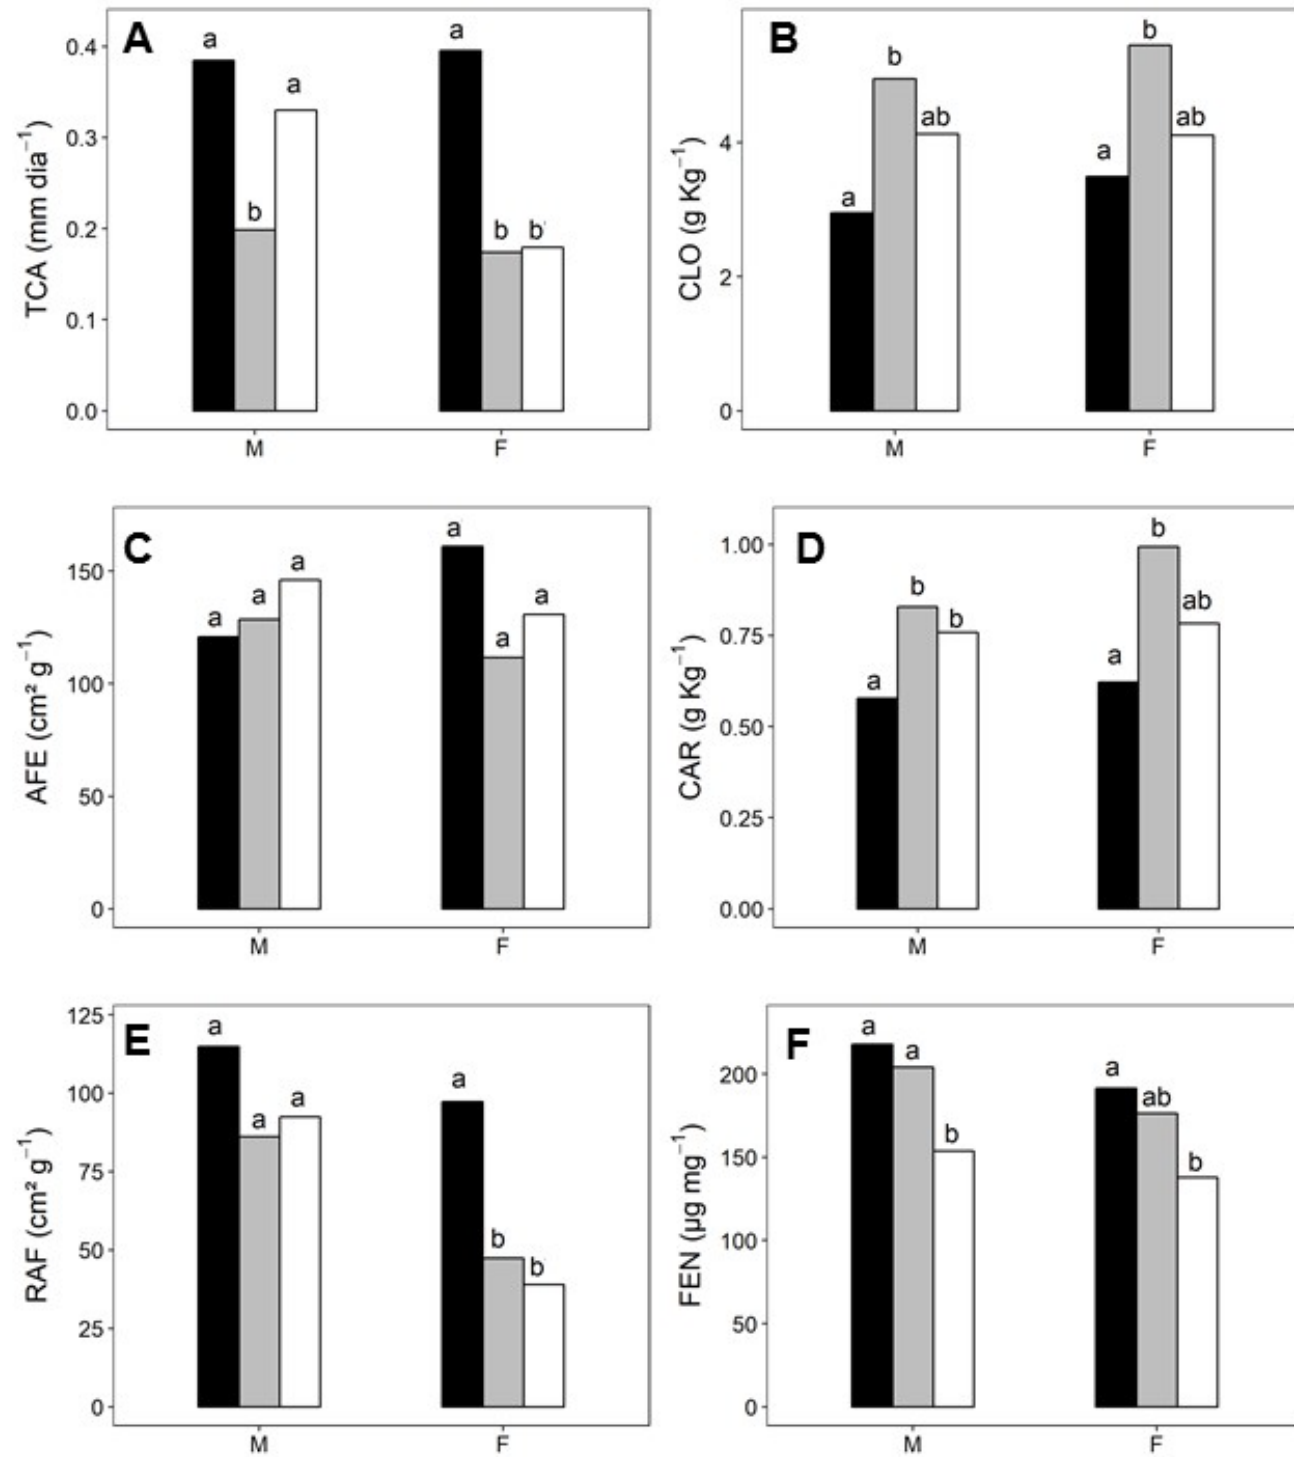 A
TCA (mm dia⁻¹)
0.4
0.3
0.2
0.1
0.0
a
b
a
a
b
b
M
F
B
CLO (g Kg⁻¹)
4
2
0
a
b
ab
a
b
ab
M
F
C
AFE (cm² g⁻¹)
150
100
50
0
a
a
a
a
a
a
M
F
D
CAR (g Kg⁻¹)
1.00
0.75
0.50
0.25
0.00
a
b
b
a
b
ab
M
F
E
RAF (cm² g⁻¹)
125
100
75
50
25
0
a
a
a
a
b
b
M
F
F
FEN (µg mg⁻¹)
200
150
100
50
0
a
a
b
a
ab
b
M
F